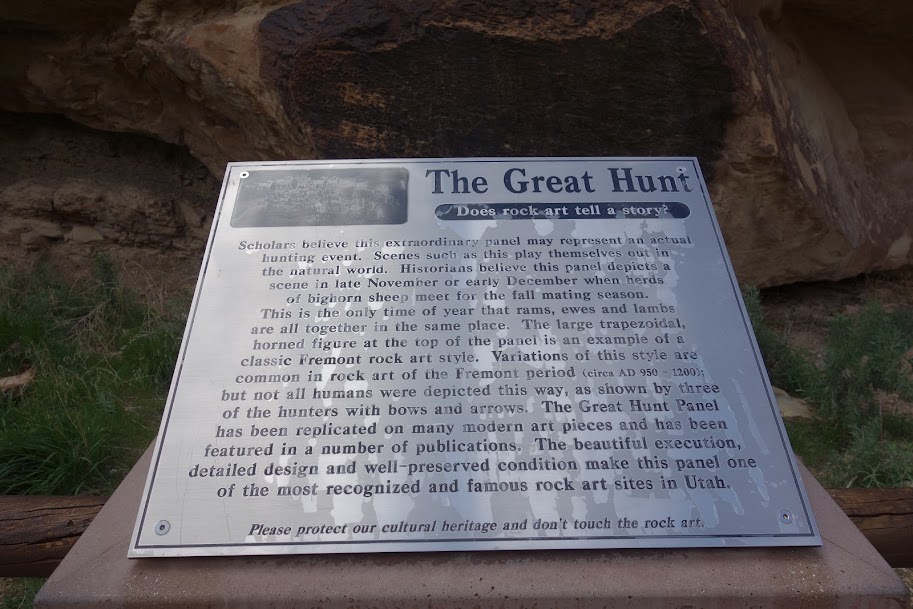 The Great Hunt
Does rock art tell a story?
Scholars believe this extraordinary panel may represent an actual
hunting event. Scenes such as this play themselves out in
the natural world. Historians believe this panel depicts a
scene in late November or early December when herds
of bighorn sheep meet for the fall mating season.
This is the only time of year that rams, ewes and lambs
are all together in the same place. The large trapezoidal,
horned figure at the top of the panel is an example of a
classic Fremont rock art style. Variations of this style are
common in rock art of the Fremont period (circa AD 950 - 1200);
but not all humans were depicted this way, as shown by three
of the hunters with bows and arrows. The Great Hunt Panel
has been replicated on many modern art pieces and has been
featured in a number of publications. The beautiful execution,
detailed design and well-preserved condition make this panel one
of the most recognized and famous rock art sites in Utah.
Please protect our cultural heritage and don't touch the rock art.